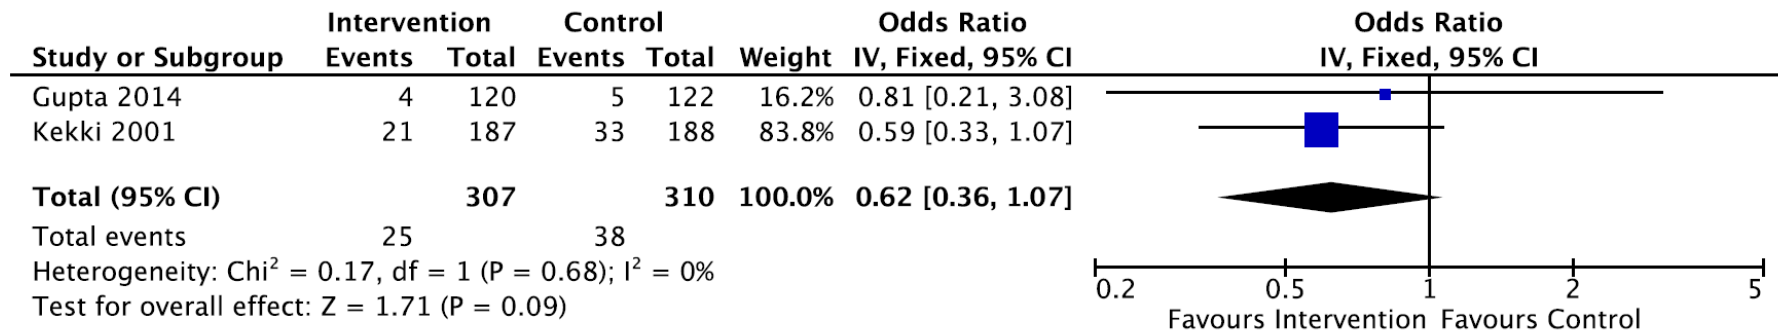 Intervention Control Odds Ratio Odds Ratio
Study or Subgroup Events Total Events Total Weight IV, Fixed, 95% CI IV, Fixed, 95% CI
Gupta 2014 4 120 5 122 16.2% 0.81 [0.21, 3.08]
Kekki 2001 21 187 33 188 83.8% 0.59 [0.33, 1.07]
Total (95% CI) 307 310 100.0% 0.62 [0.36, 1.07]
Total events 25 38
Heterogeneity: Chi² = 0.17, df = 1 (P = 0.68); I² = 0%
Test for overall effect: Z = 1.71 (P = 0.09)
0.2 0.5 1 2 5
Favours Intervention Favours Control